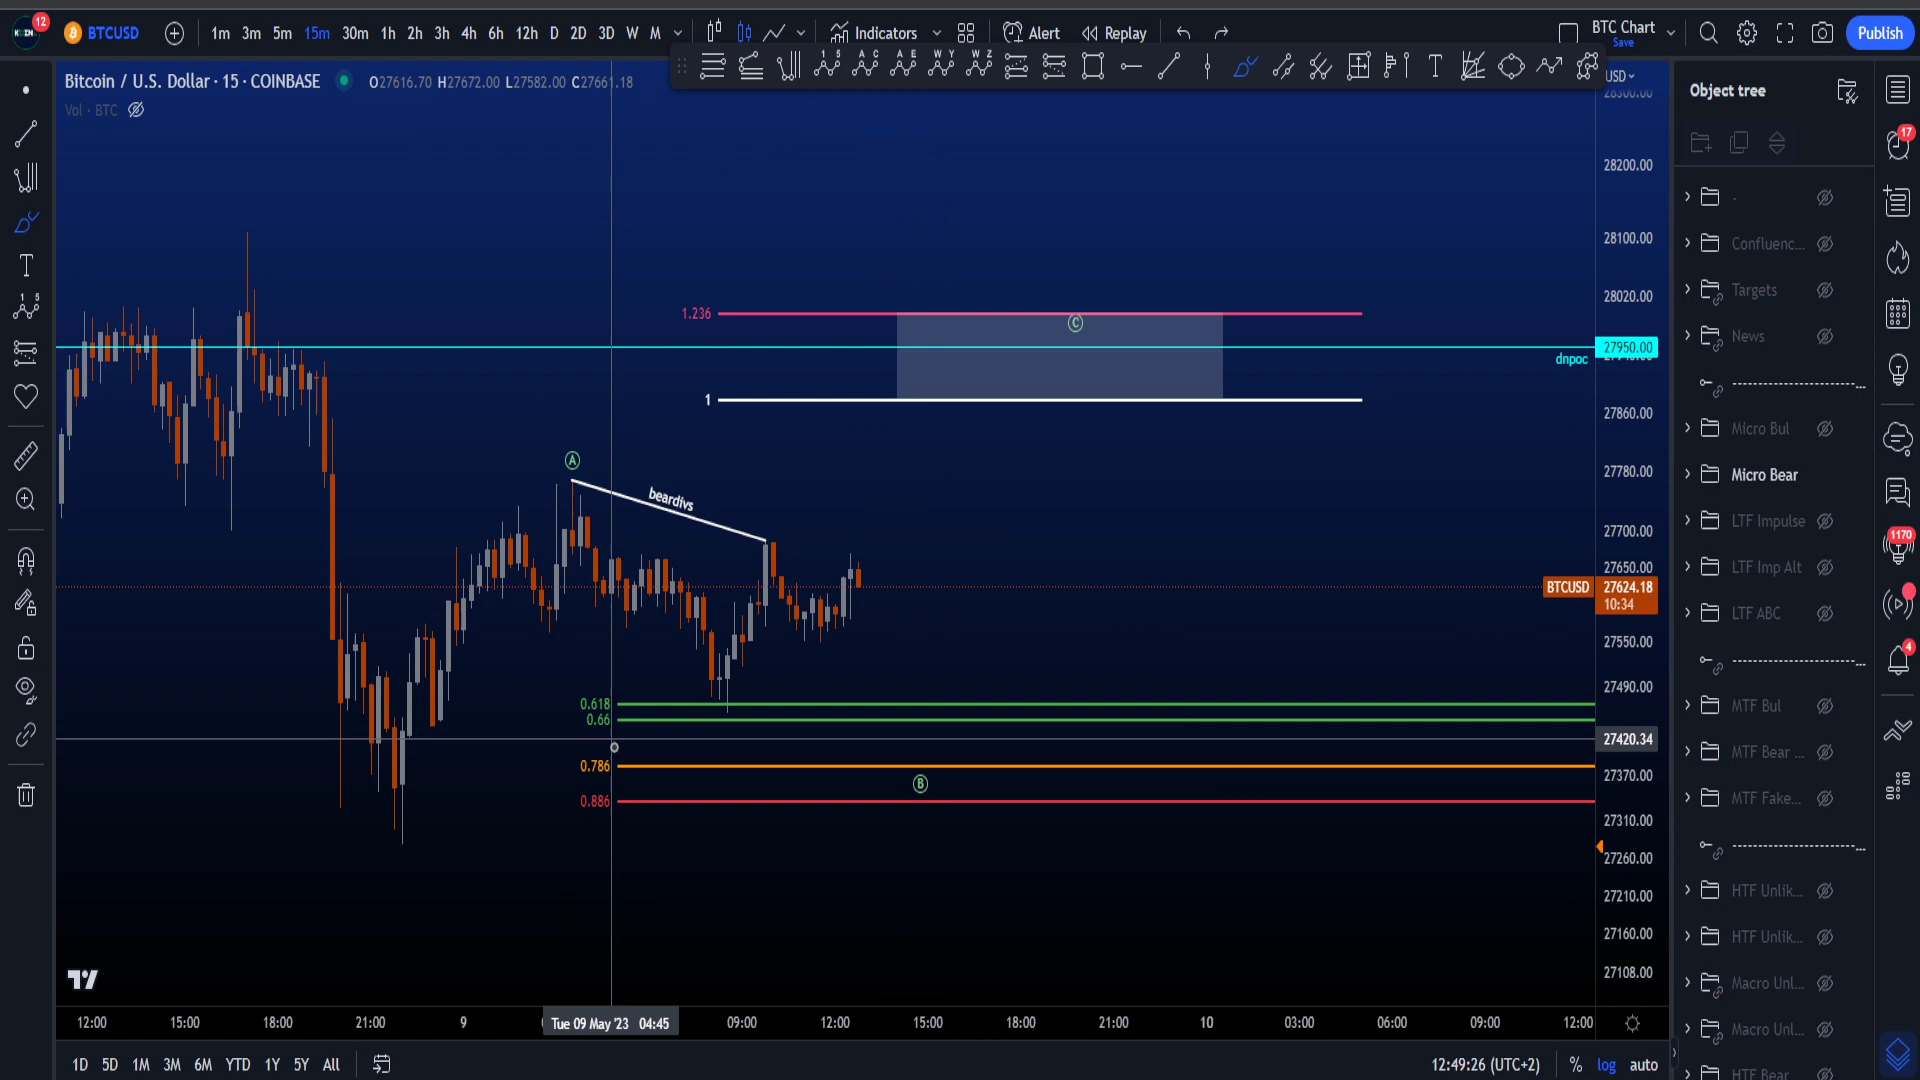 12
BTCUSD
1m 3m 5m 15m 30m 1h 2h 3h 4h 6h 12h D 2D 3D W M
Indicators
Alert
Replay
BTC Chart
Save
Publish
Bitcoin / U.S. Dollar · 15 · COINBASE
O27616.70 H27672.00 L27582.00 C27661.18
Vol · BTC
USD
28300.00
28200.00
28100.00
28020.00
27950.00
dnpoc
27860.00
27780.00
27700.00
27650.00
BTCUSD
27624.18
10:34
27550.00
27490.00
27420.34
27370.00
27310.00
27260.00
27210.00
27160.00
27108.00
1.236
C
1
A
beardivs
0.618
0.66
0.786
B
0.886
12:00
15:00
18:00
21:00
9
Tue 09 May '23 04:45
09:00
12:00
15:00
18:00
21:00
10
03:00
06:00
09:00
12:00
1D 5D 1M 3M 6M YTD 1Y 5Y All
12:49:26 (UTC+2)
%
log
auto
Object tree
-
Confluenc...
Targets
News
Micro Bul
Micro Bear
LTF Impulse
LTF Imp Alt
LTF ABC
MTF Bul
MTF Bear ...
MTF Fake...
HTF Unlik...
HTF Unlik...
Macro Unl...
Macro Unl...
HTF Bear
17
1170
4